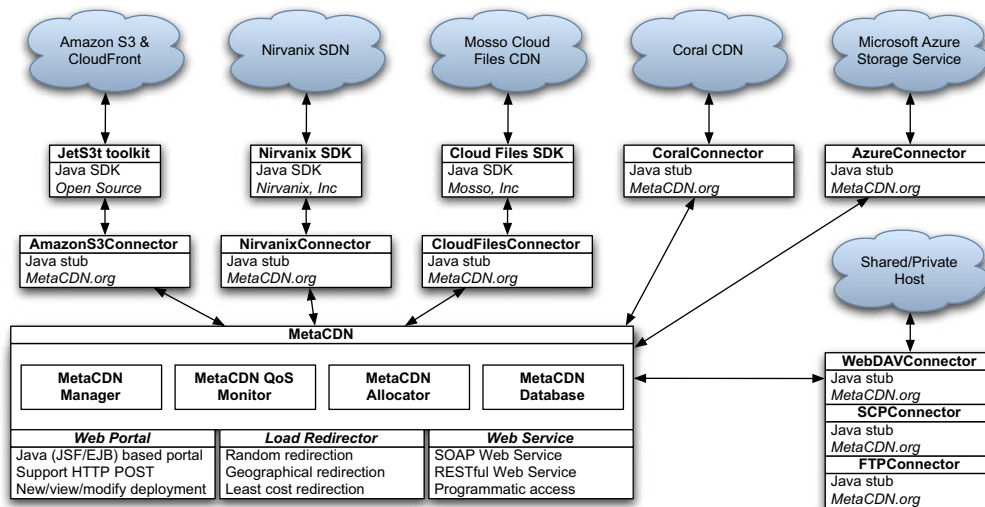 Amazon S3 &
CloudFront
Nirvanix SDN
Mosso Cloud
Files CDN
Coral CDN
Microsoft Azure
Storage Service
JetS3t toolkit
Java SDK
Open Source
Nirvanix SDK
Java SDK
Nirvanix, Inc
Cloud Files SDK
Java SDK
Mosso, Inc
CoralConnector
Java stub
MetaCDN.org
AzureConnector
Java stub
MetaCDN.org
AmazonS3Connector
Java stub
MetaCDN.org
NirvanixConnector
Java stub
MetaCDN.org
CloudFilesConnector
Java stub
MetaCDN.org
Shared/Private
Host
MetaCDN
MetaCDN
Manager
MetaCDN QoS
Monitor
MetaCDN
Allocator
MetaCDN
Database
Web Portal
Java (JSF/EJB) based portal
Support HTTP POST
New/view/modify deployment
Load Redirector
Random redirection
Geographical redirection
Least cost redirection
Web Service
SOAP Web Service
RESTful Web Service
Programmatic access
WebDAVConnector
Java stub
MetaCDN.org
SCPConnector
Java stub
MetaCDN.org
FTPConnector
Java stub
MetaCDN.org